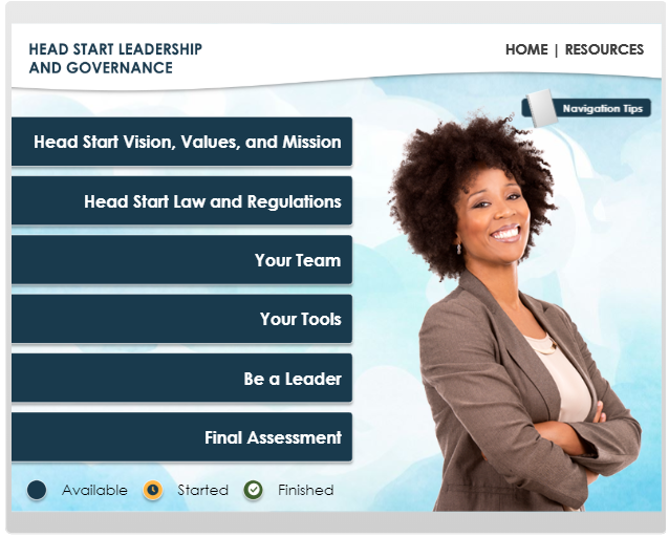 HEAD START LEADERSHIP
AND GOVERNANCE
HOME | RESOURCES
Navigation Tips
Head Start Vision, Values, and Mission
Head Start Law and Regulations
Your Team
Your Tools
Be a Leader
Final Assessment
Available Started Finished